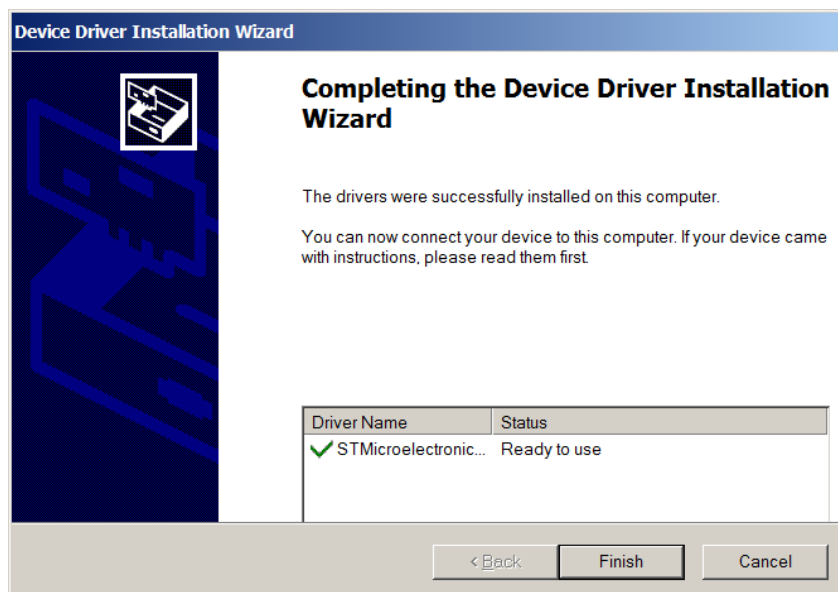 Device Driver Installation Wizard
Completing the Device Driver Installation
Wizard
The drivers were successfully installed on this computer.
You can now connect your device to this computer. If your device came
with instructions, please read them first.
Driver Name Status
STMicroelectronic... Ready to use
< Back Finish Cancel